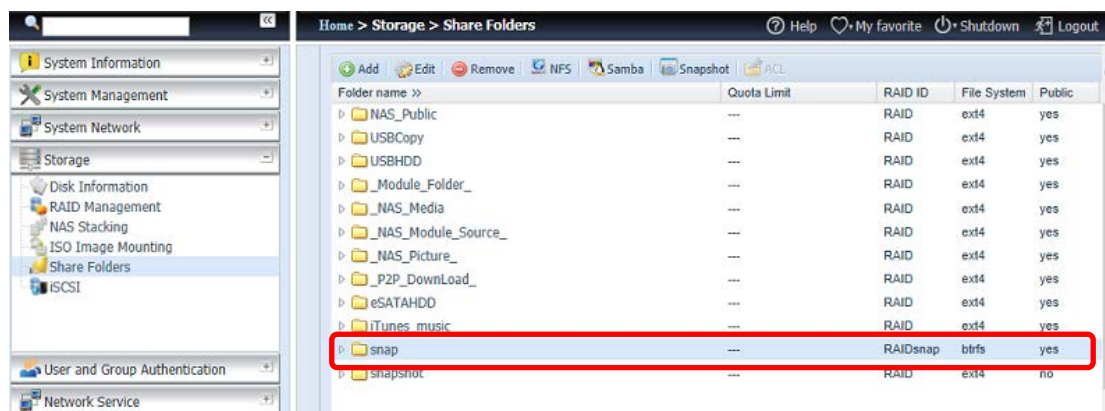 Home > Storage > Share Folders
Help My favorite Shutdown Logout
System Information
System Management
System Network
Storage
Disk Information
RAID Management
NAS Stacking
ISO Image Mounting
Share Folders
iSCSI
User and Group Authentication
Network Service
Add Edit Remove NFS Samba Snapshot ACL
Folder name » Quota Limit RAID ID File System Public
NAS_Public --- RAID ext4 yes
USBCopy --- RAID ext4 yes
USBHDD --- RAID ext4 yes
_Module_Folder_ --- RAID ext4 yes
_NAS_Media --- RAID ext4 yes
_NAS_Module_Source_ --- RAID ext4 yes
_NAS_Picture_ --- RAID ext4 yes
_P2P_DownLoad_ --- RAID ext4 yes
eSATAHDD --- RAID ext4 yes
iTunes_music --- RAID ext4 yes
snap --- RAIDsnap btrfs yes
snapshot --- RAID ext4 no